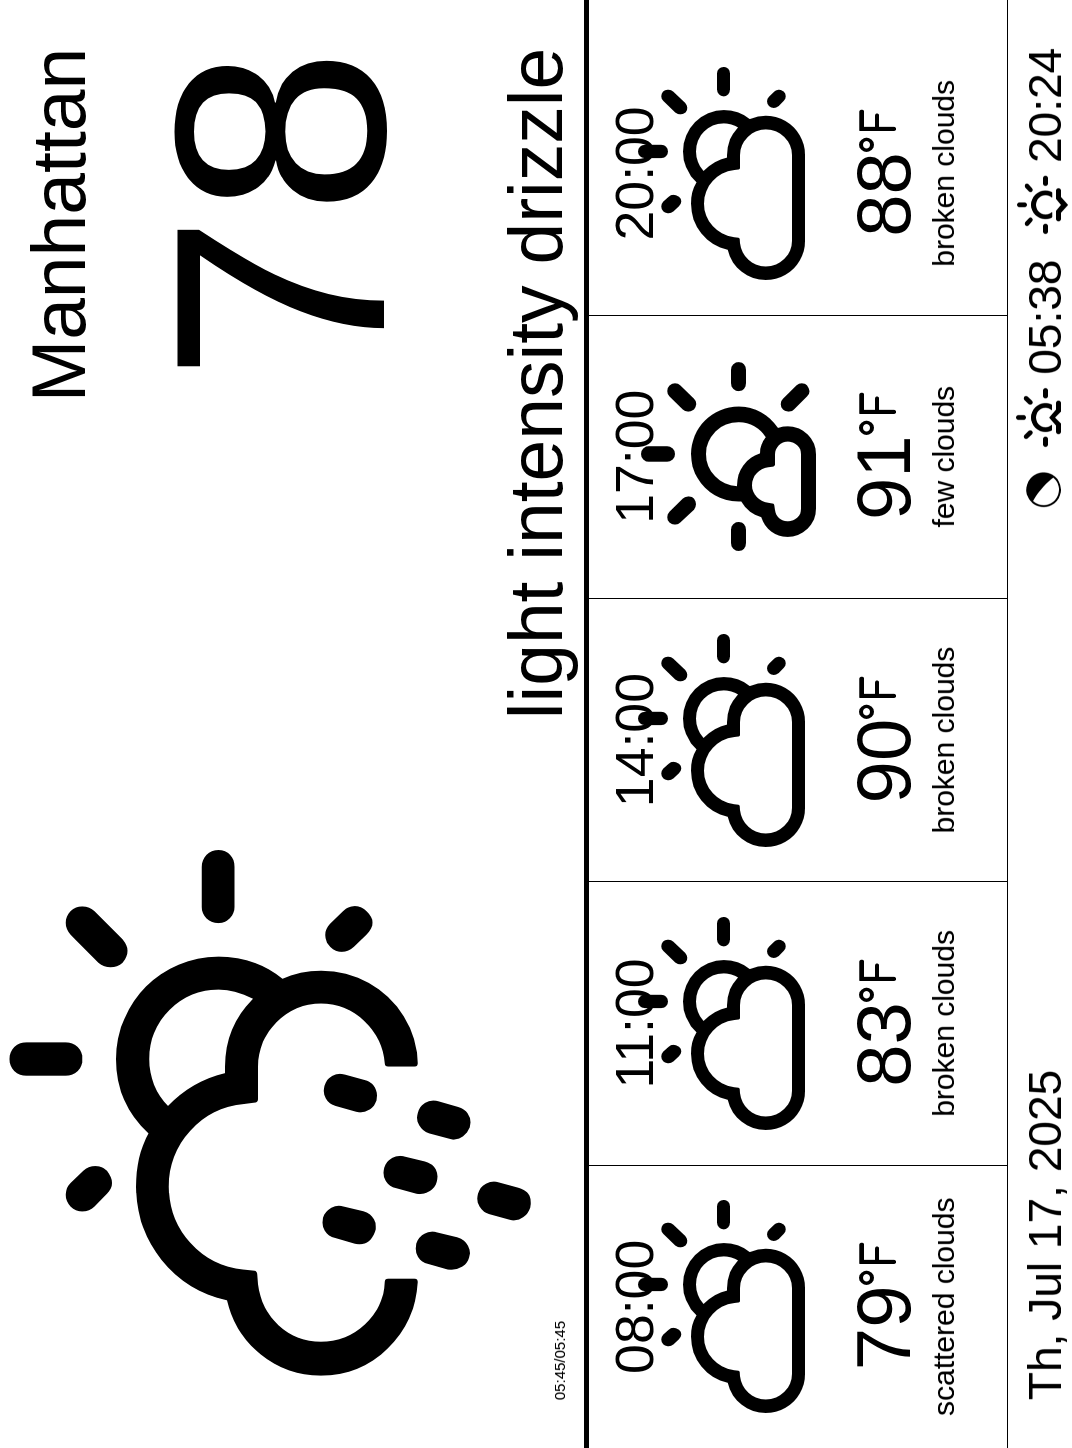 Manhattan
78
light intensity drizzle
05:45/05:45
08:00 11:00 14:00 17:00 20:00
79°F 83°F 90°F 91°F 88°F
scattered clouds broken clouds broken clouds few clouds broken clouds
Th, Jul 17, 2025 05:38 20:24